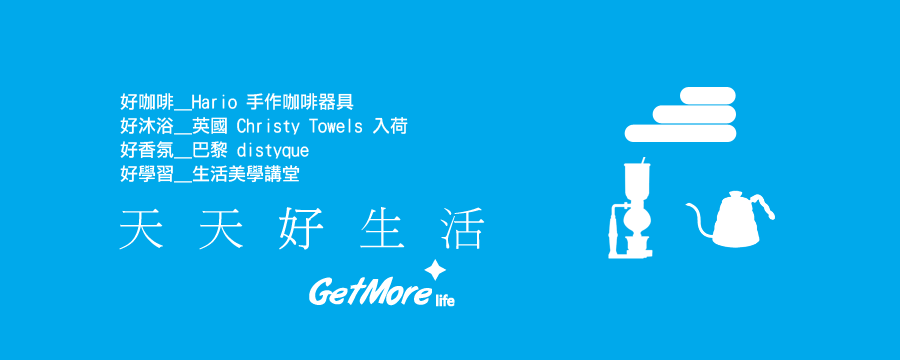 好咖啡__Hario 手作咖啡器具
好沐浴__英國 Christy Towels 入荷
好香氛__巴黎 distyque
好學習__生活美學講堂
天天好生活
GetMore life